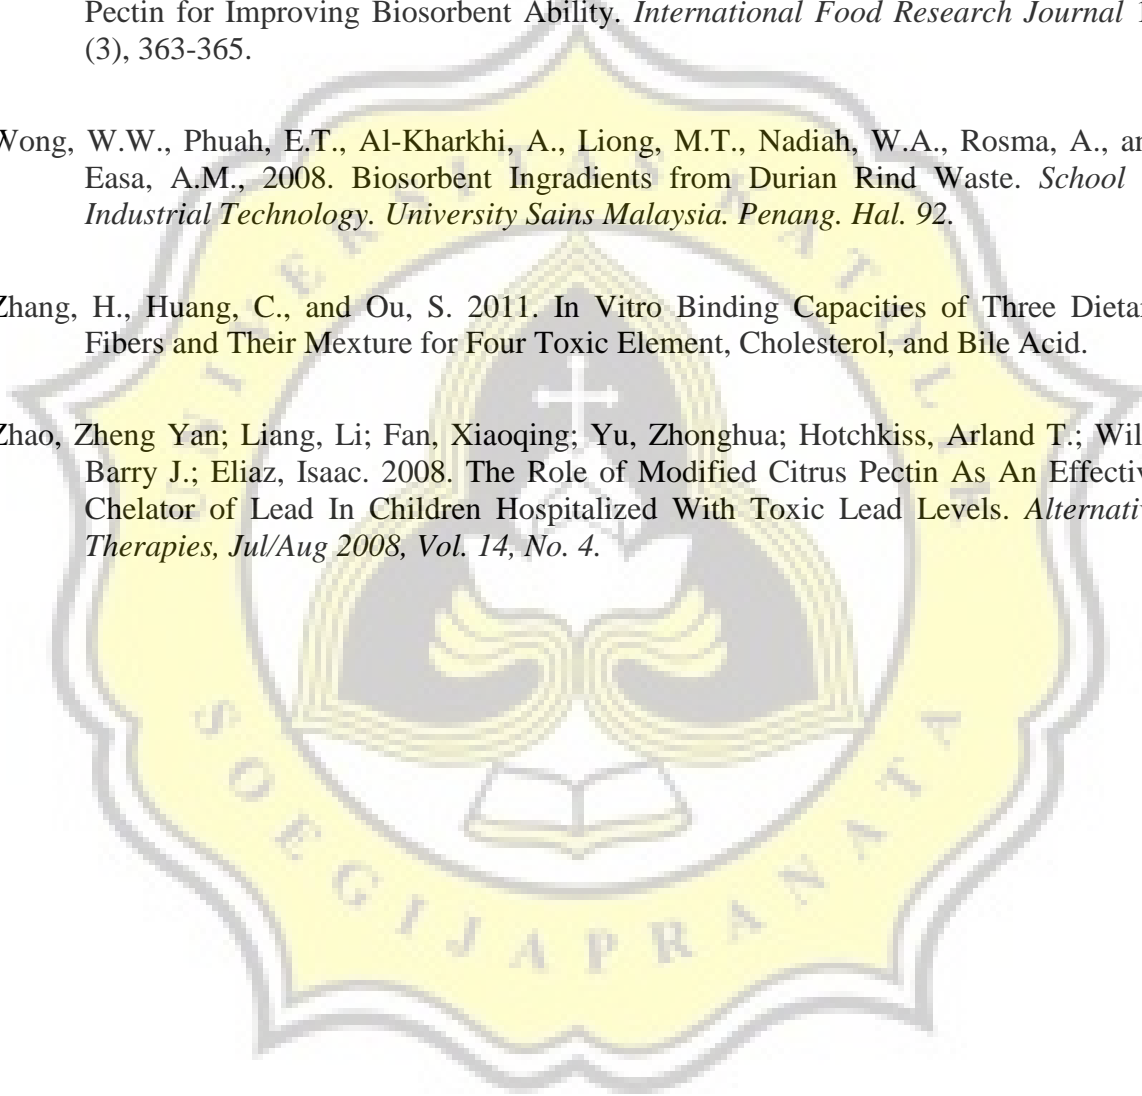 Pectin for Improving Biosorbent Ability. International Food Research Journal
(3), 363-365.
Wong, W.W., Phuah, E.T., Al-Kharkhi, A., Liong, M.T., Nadiah, W.A., Rosma, A.,
Easa, A.M., 2008. Biosorbent Ingradients from Durian Rind Waste. School
Industrial Technology. University Sains Malaysia. Penang. Hal. 92.
Zhang, H., Huang, C., and Ou, S. 2011. In Vitro Binding Capacities of Three
Fibers and Their Mexture for Four Toxic Element, Cholesterol, and Bile Acid.
Zhao, Zheng Yan; Liang, Li; Fan, Xiaoqing; Yu, Zhonghua; Hotchkiss, Arland T.;
Barry J.; Eliaz, Isaac. 2008. The Role of Modified Citrus Pectin As An
Chelator of Lead In Children Hospitalized With Toxic Lead Levels.
Therapies, Jul/Aug 2008, Vol. 14, No. 4.
UNIVERSITAS KATOLIK
SOEGIJAPRANATA